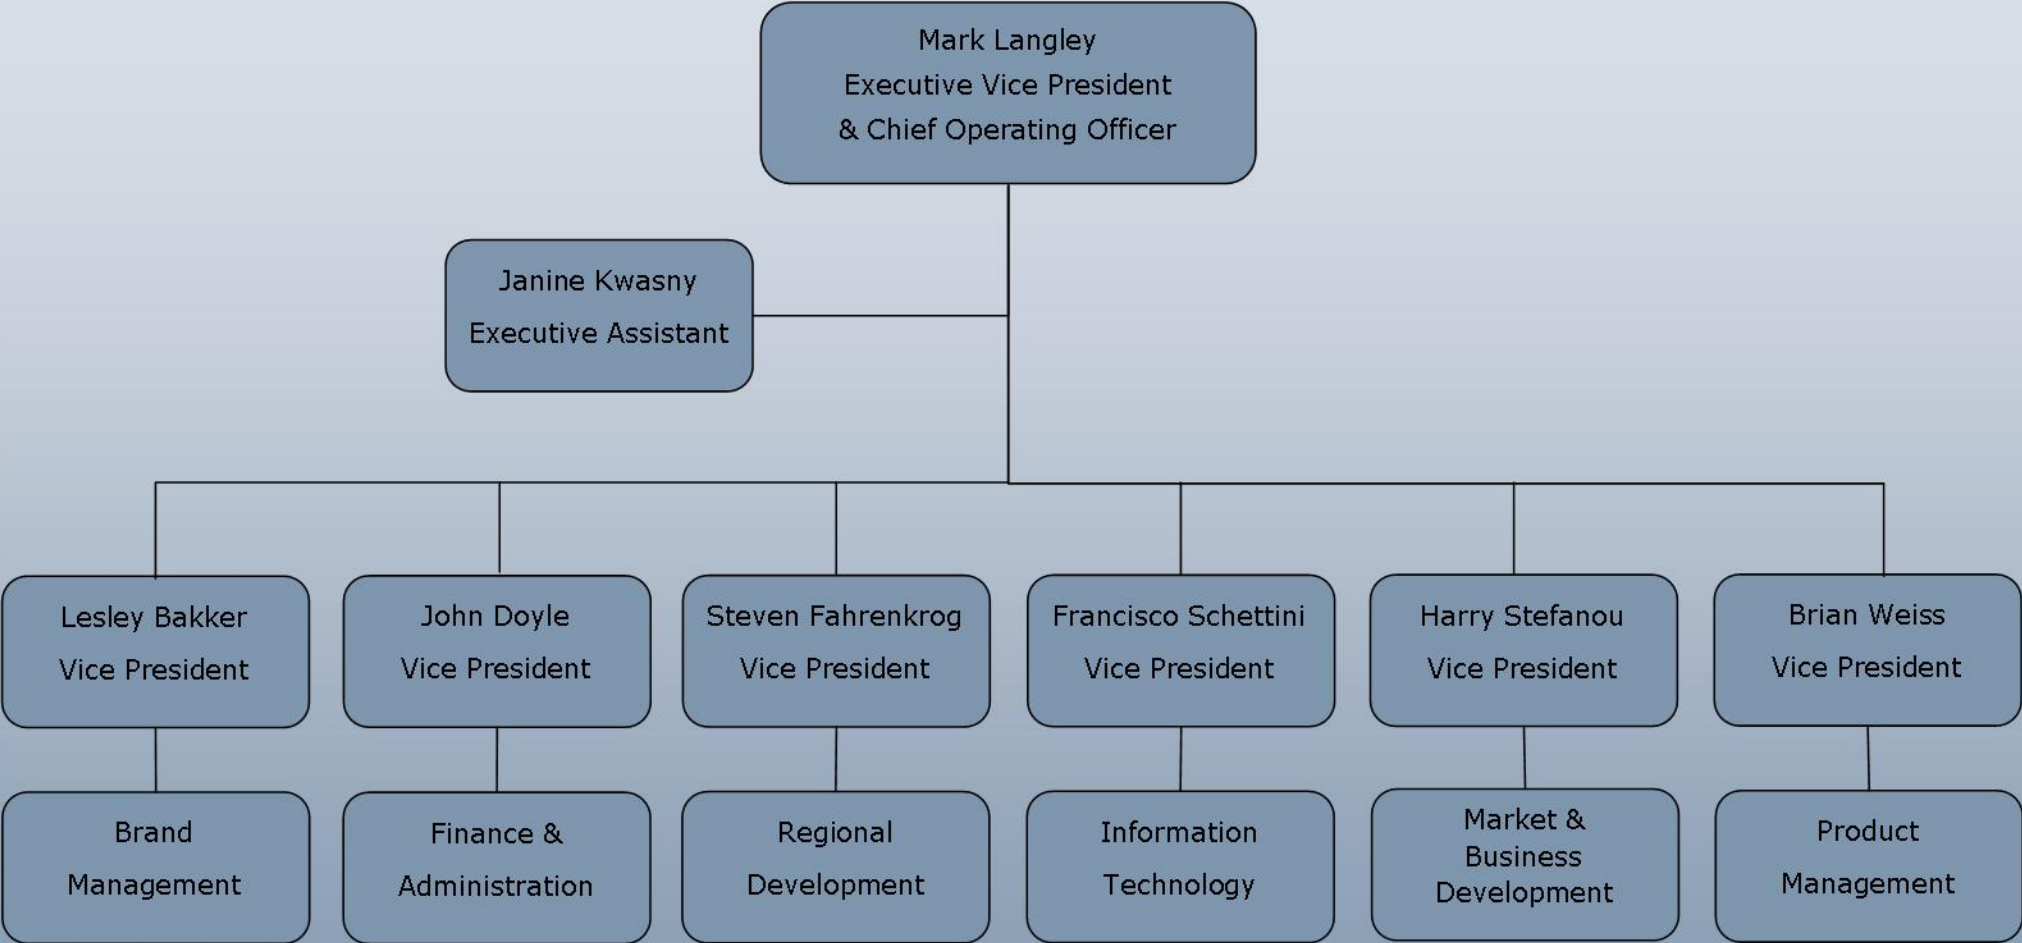 Mark Langley
Executive Vice President
& Chief Operating Officer
Janine Kwasny
Executive Assistant
Lesley Bakker
Vice President
John Doyle
Vice President
Steven Fahrenkrog
Vice President
Francisco Schettini
Vice President
Harry Stefanou
Vice President
Brian Weiss
Vice President
Brand
Management
Finance &
Administration
Regional
Development
Information
Technology
Market &
Business
Development
Product
Management